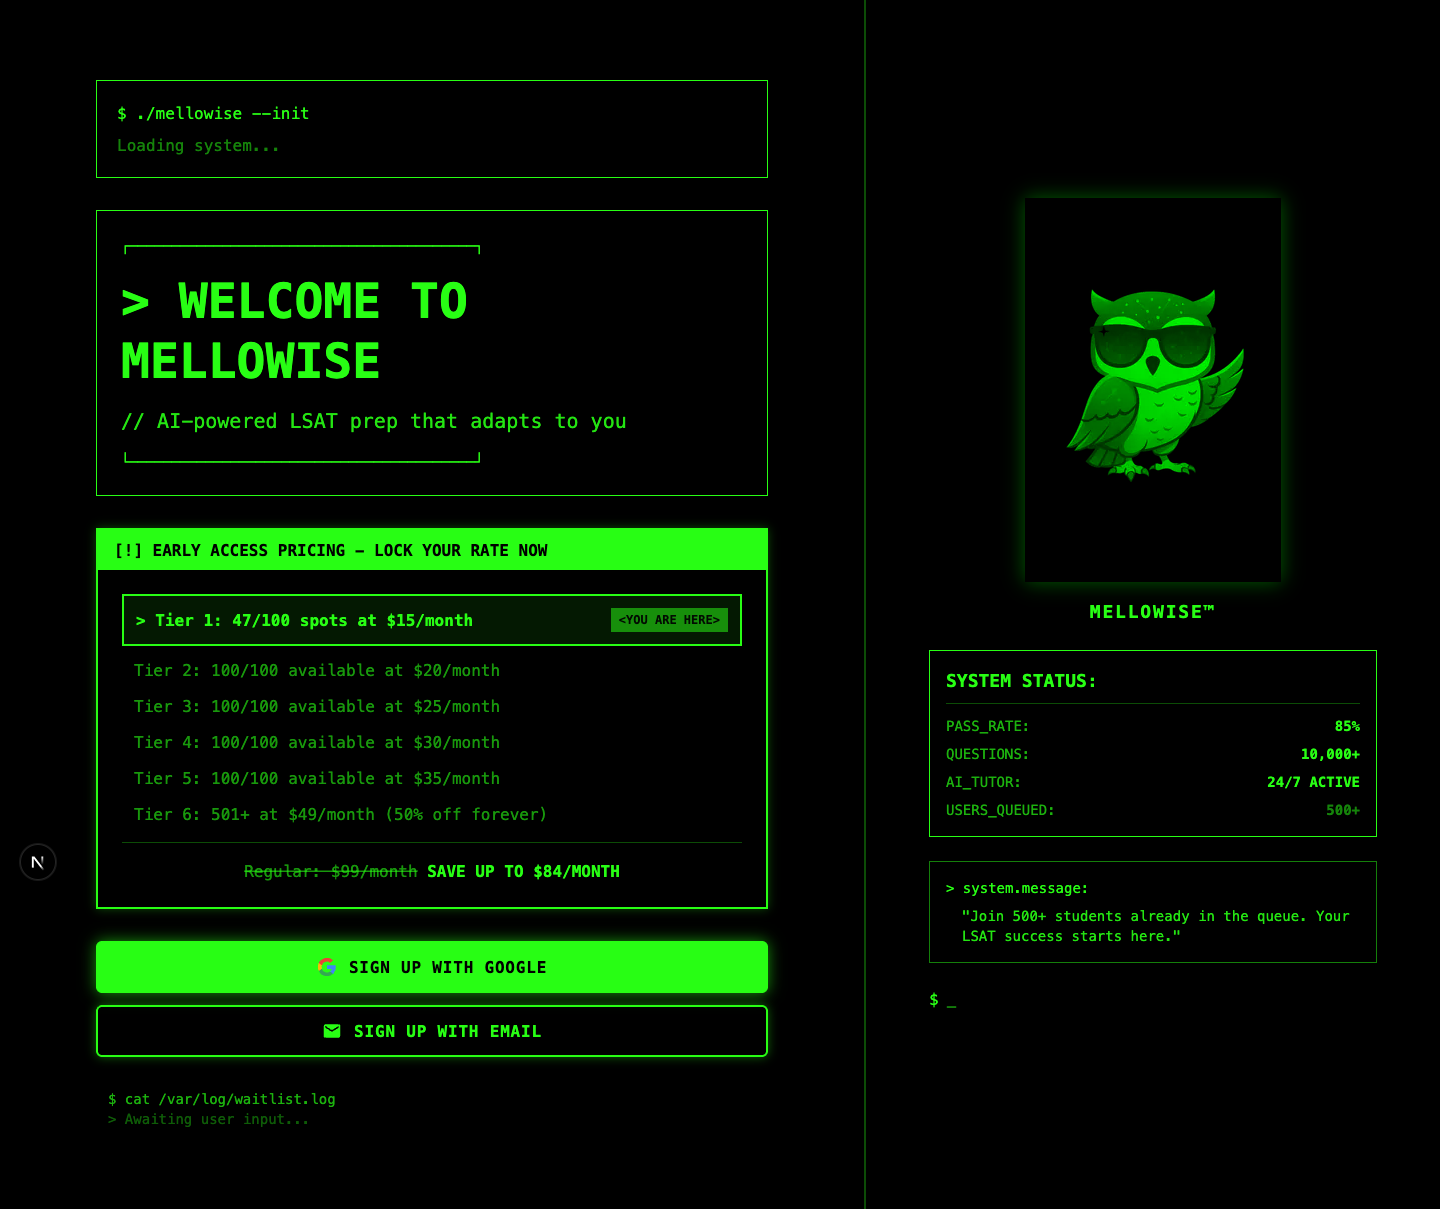 $ ./mellowise --init
Loading system...
> WELCOME TO
MELLOWISE
// AI-powered LSAT prep that adapts to you
[!] EARLY ACCESS PRICING - LOCK YOUR RATE NOW
> Tier 1: 47/100 spots at $15/month <YOU ARE HERE>
Tier 2: 100/100 available at $20/month
Tier 3: 100/100 available at $25/month
Tier 4: 100/100 available at $30/month
Tier 5: 100/100 available at $35/month
Tier 6: 501+ at $49/month (50% off forever)
Regular: $99/month SAVE UP TO $84/MONTH
SIGN UP WITH GOOGLE
SIGN UP WITH EMAIL
$ cat /var/log/waitlist.log
> Awaiting user input...
N
MELLOWISE™
SYSTEM STATUS:
PASS_RATE: 85%
QUESTIONS: 10,000+
AI_TUTOR: 24/7 ACTIVE
USERS_QUEUED: 500+
> system.message:
"Join 500+ students already in the queue. Your
LSAT success starts here."
$ _